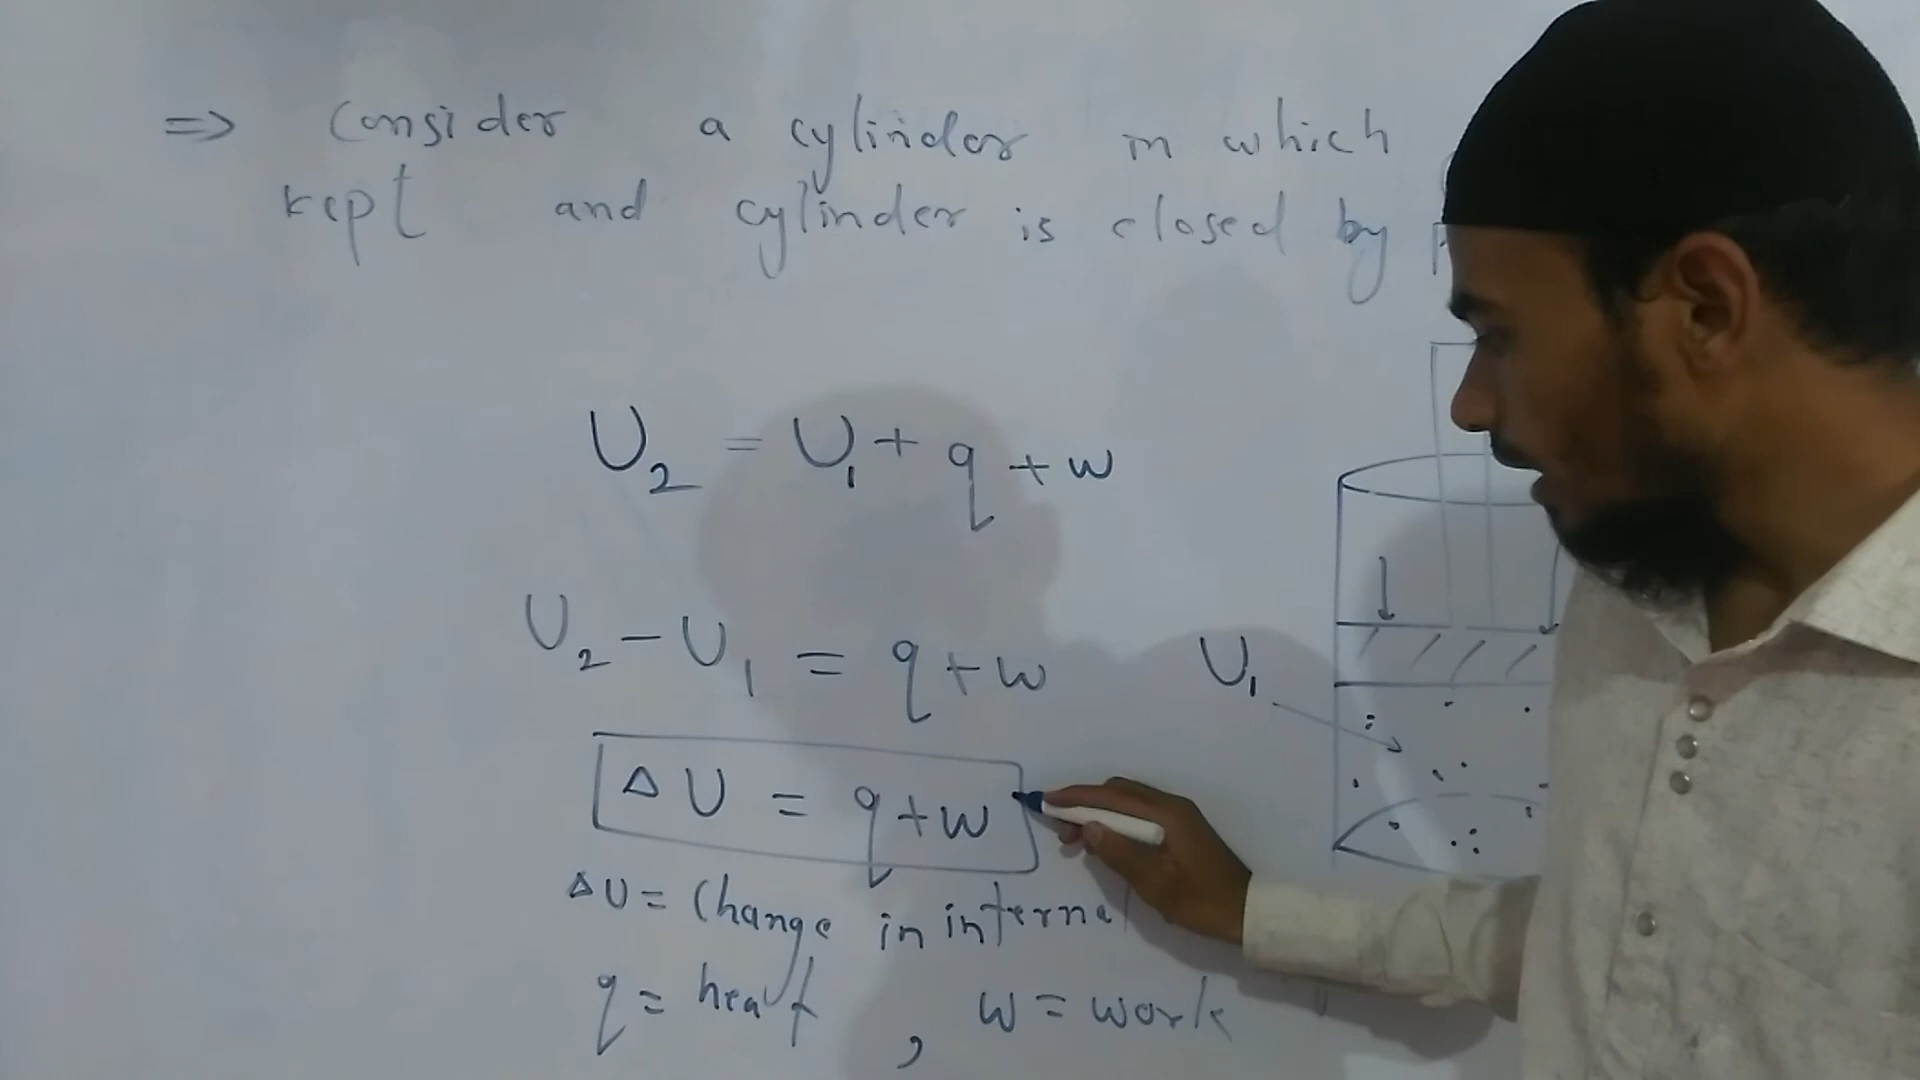 ⇒ Consider a cylinder in which
kept and cylinder is closed by
U₂ = U₁ + q + w
U₂ - U₁ = q + w
U₁
Δ U = q + w
ΔU = Change in internal
q = heat , w = work